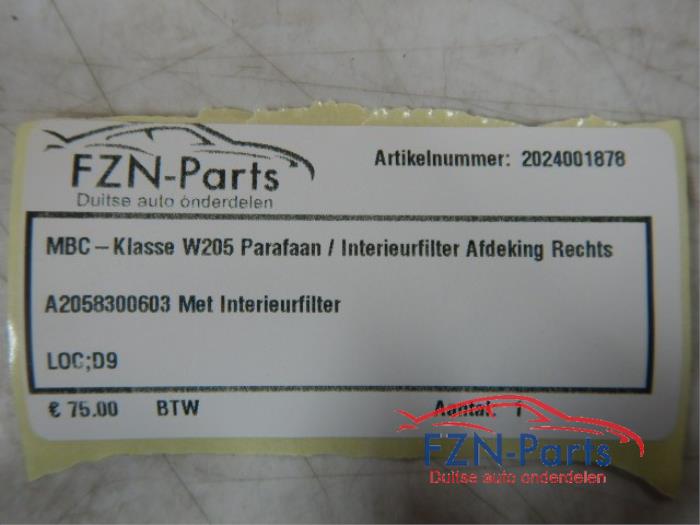 FZN-Parts
Duitse auto onderdelen
Artikelnummer: 2024001878
MBC-Klasse W205 Parafaan / Interieurfilter Afdeking Rechts
A2058300603 Met Interieurfilter
LOC;D9
€ 75.00 BTW Aantal: 1
FZN-Parts
Duitse auto onderdelen